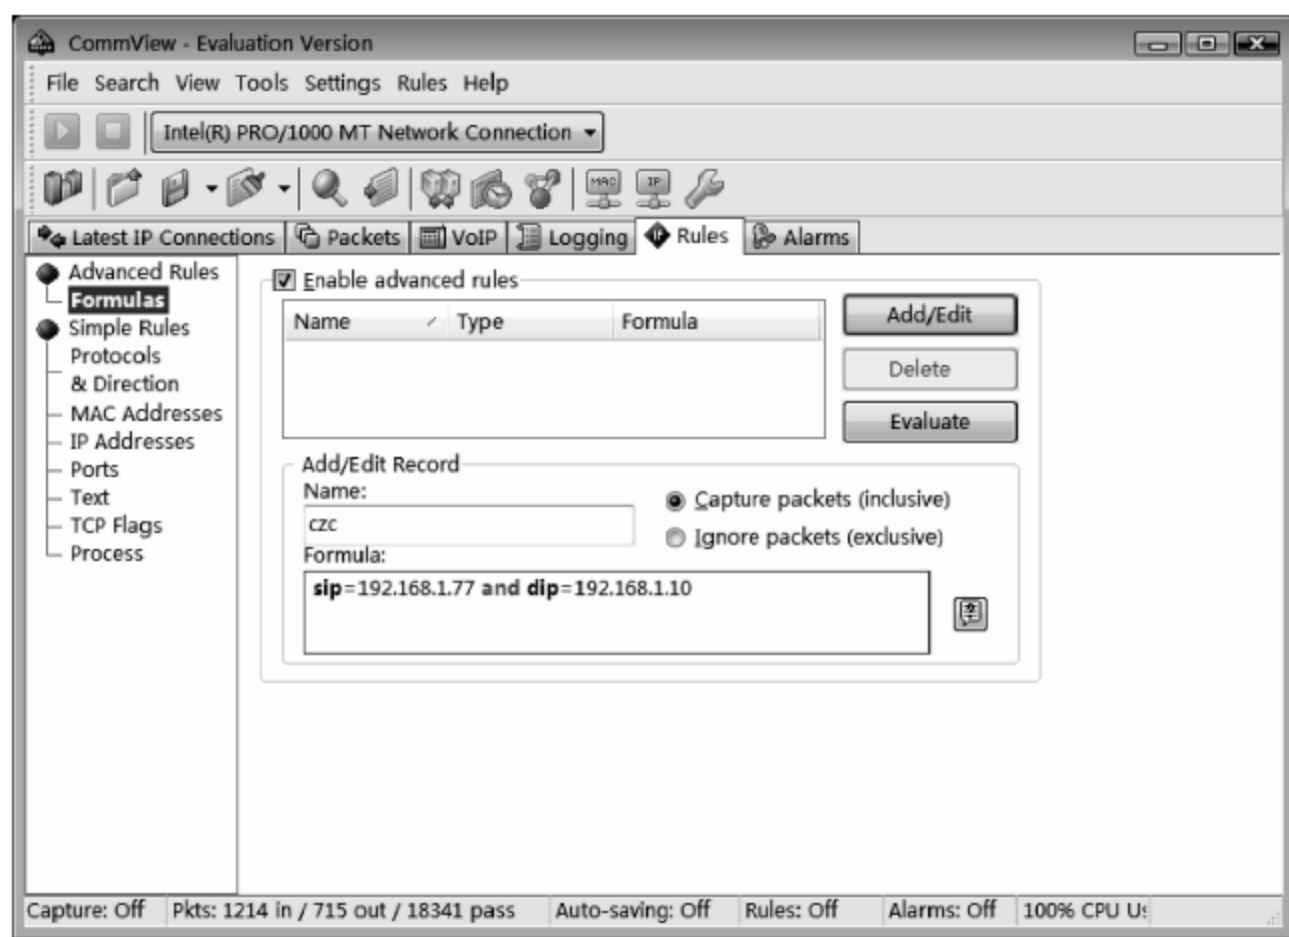 CommView - Evaluation Version
File Search View Tools Settings Rules Help
Intel(R) PRO/1000 MT Network Connection
MAC IP
Latest IP Connections Packets VoIP Logging Rules Alarms
Advanced Rules
Formulas
Simple Rules
Protocols
& Direction
MAC Addresses
IP Addresses
Ports
Text
TCP Flags
Process
Enable advanced rules
Name Type Formula
Add/Edit
Delete
Evaluate
Add/Edit Record
Name:
czc
Capture packets (inclusive)
Ignore packets (exclusive)
Formula:
sip=192.168.1.77 and dip=192.168.1.10
Capture: Off Pkts: 1214 in / 715 out / 18341 pass Auto-saving: Off Rules: Off Alarms: Off 100% CPU U